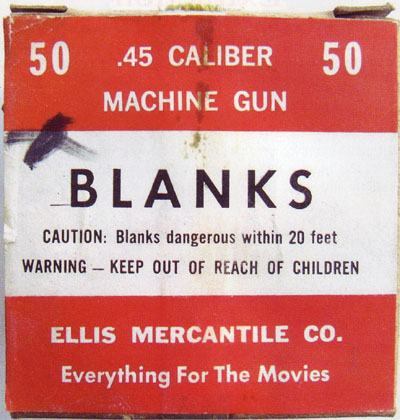 50 .45 CALIBER 50
MACHINE GUN
BLANKS
CAUTION: Blanks dangerous within 20 feet
WARNING — KEEP OUT OF REACH OF CHILDREN
ELLIS MERCANTILE CO.
Everything For The Movies